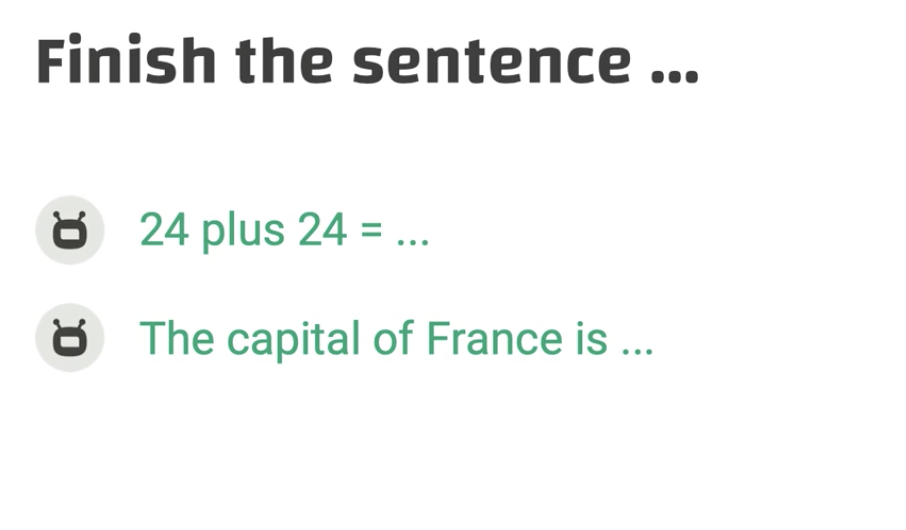 Finish the sentence ...
24 plus 24 = ...
The capital of France is ...